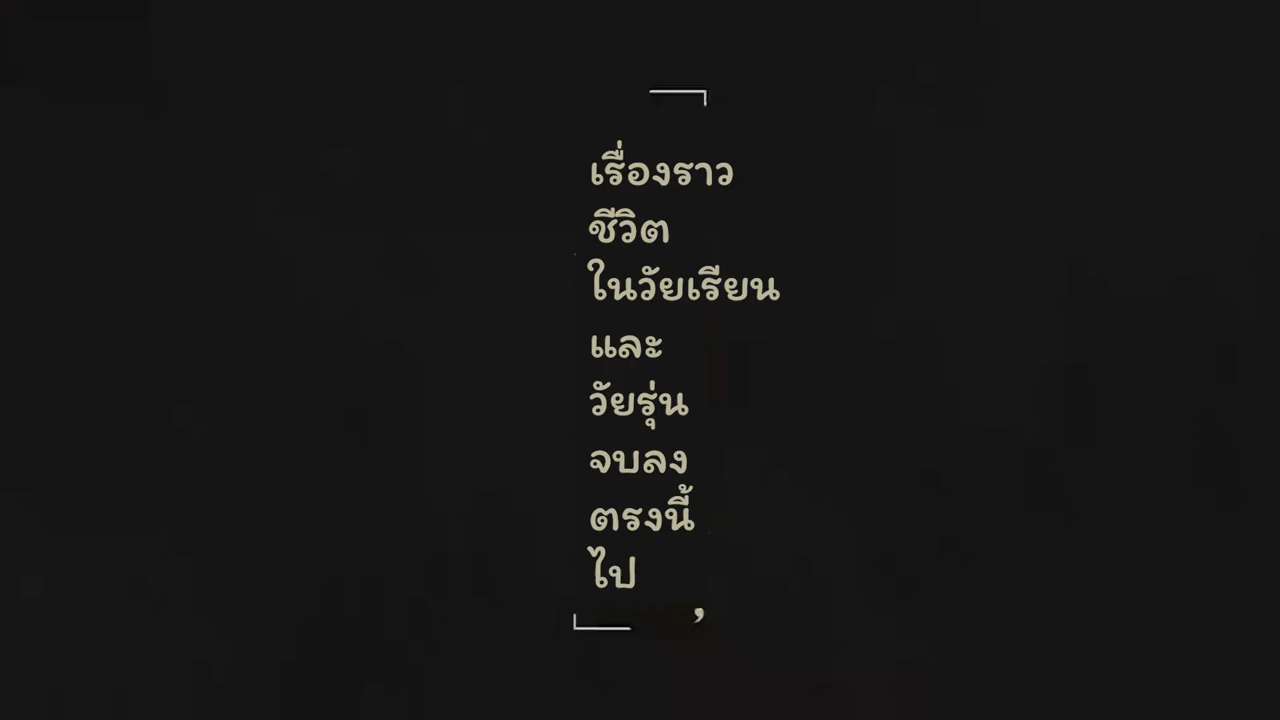 เรื่องราว
ชีวิต
ในวัยเรียน
และ
วัยรุ่น
จบลง
ตรงนี้
ไป
,